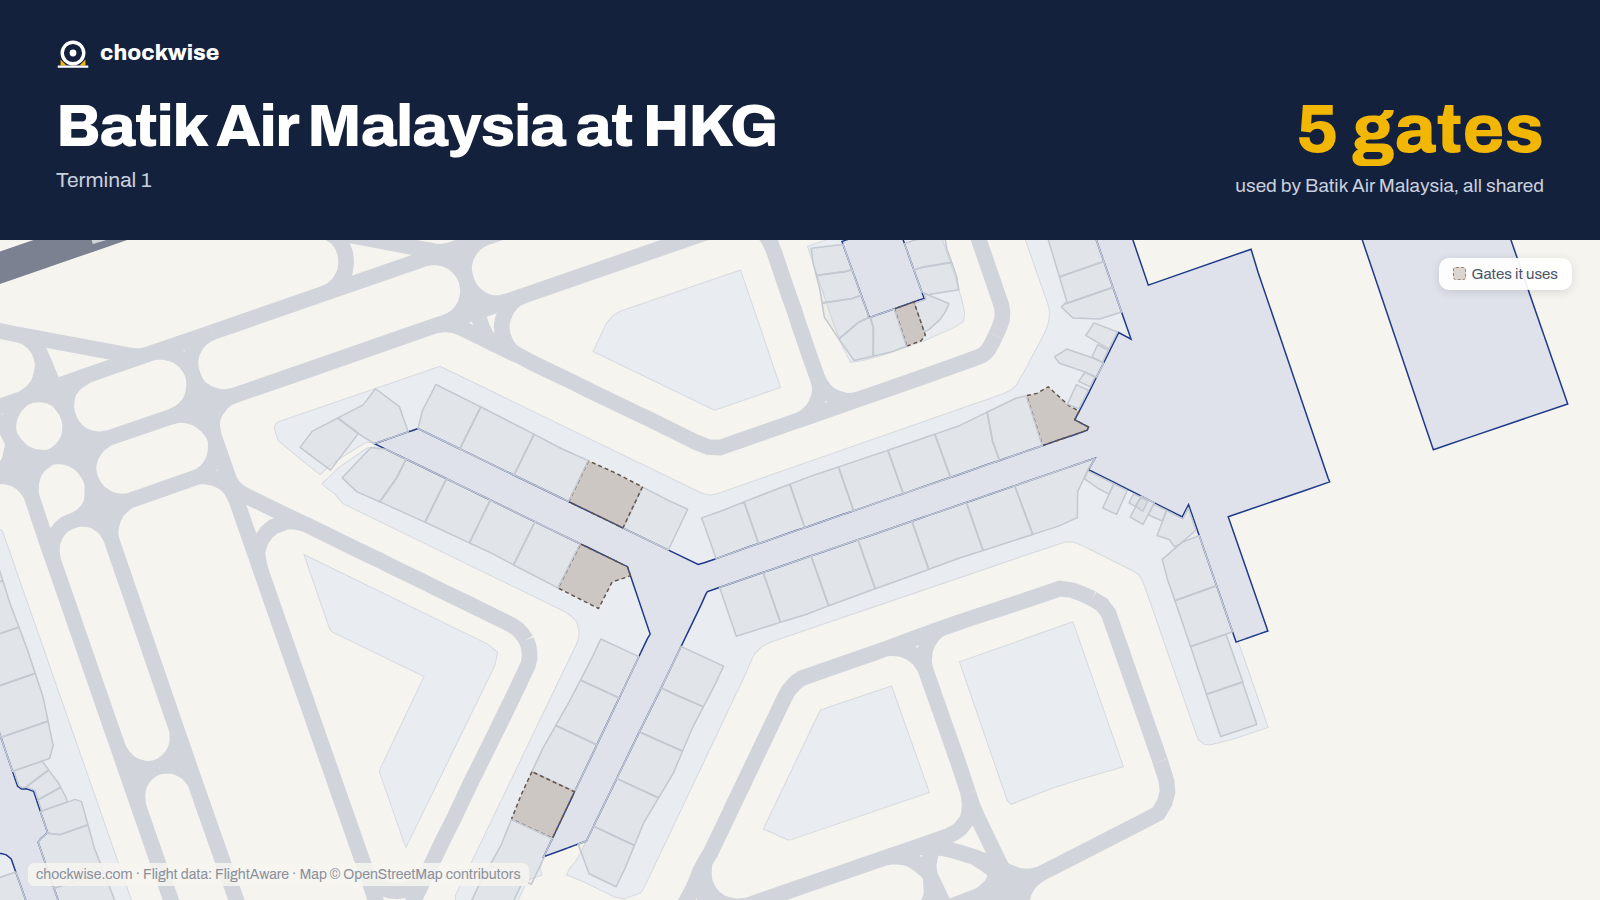 chockwise
Batik Air Malaysia at HKG
Terminal 1
5 gates
used by Batik Air Malaysia, all shared
Gates it uses
chockwise.com · Flight data: FlightAware · Map © OpenStreetMap contributors